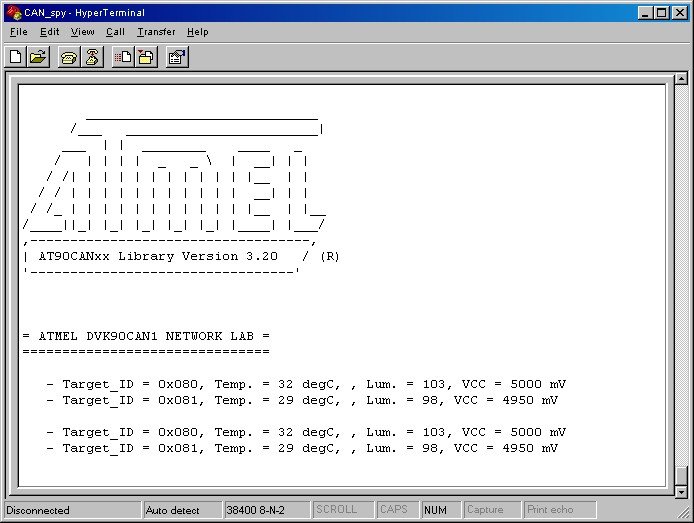 CAN_spy - HyperTerminal
File Edit View Call Transfer Help
ATMEL
| AT90CANxx Library Version 3.20 / (R)
= ATMEL DVK90CAN1 NETWORK LAB =
===============================
- Target_ID = 0x080, Temp. = 32 degC, , Lum. = 103, VCC = 5000 mV
- Target_ID = 0x081, Temp. = 29 degC, , Lum. = 98, VCC = 4950 mV
- Target_ID = 0x080, Temp. = 32 degC, , Lum. = 103, VCC = 5000 mV
- Target_ID = 0x081, Temp. = 29 degC, , Lum. = 98, VCC = 4950 mV
Disconnected Auto detect 38400 8-N-2 SCROLL CAPS NUM Capture Print echo